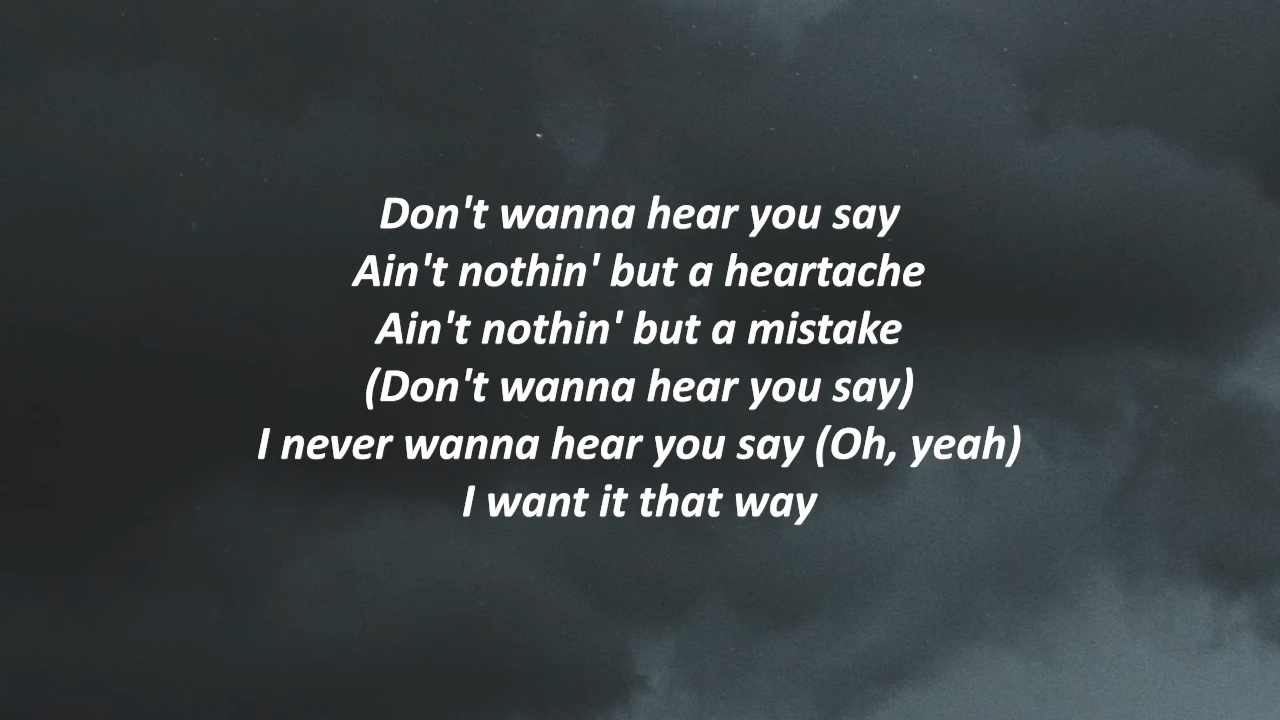 Don't wanna hear you say
Ain't nothin' but a heartache
Ain't nothin' but a mistake
(Don't wanna hear you say)
I never wanna hear you say (Oh, yeah)
I want it that way